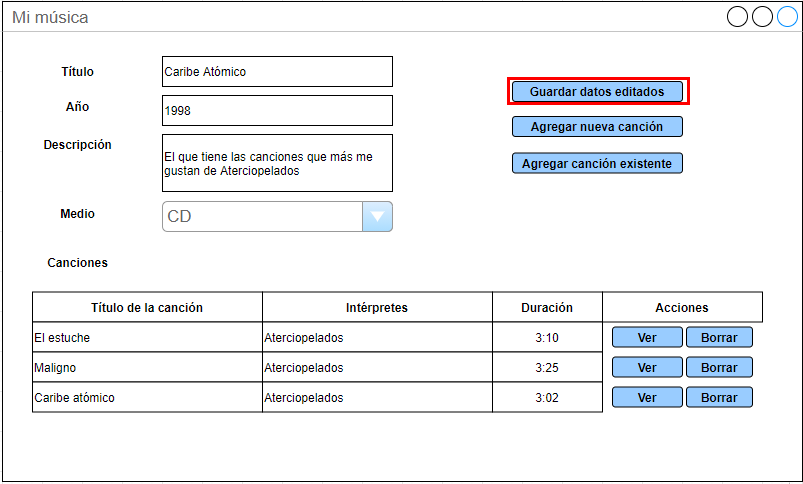 Mi música
Título
Caribe Atómico
Guardar datos editados
Año
1998
Agregar nueva canción
Descripción
El que tiene las canciones que más me
gustan de Aterciopelados
Agregar canción existente
Medio
CD
Canciones
Título de la canción Intérpretes Duración Acciones
El estuche Aterciopelados 3:10 Ver Borrar
Maligno Aterciopelados 3:25 Ver Borrar
Caribe atómico Aterciopelados 3:02 Ver Borrar